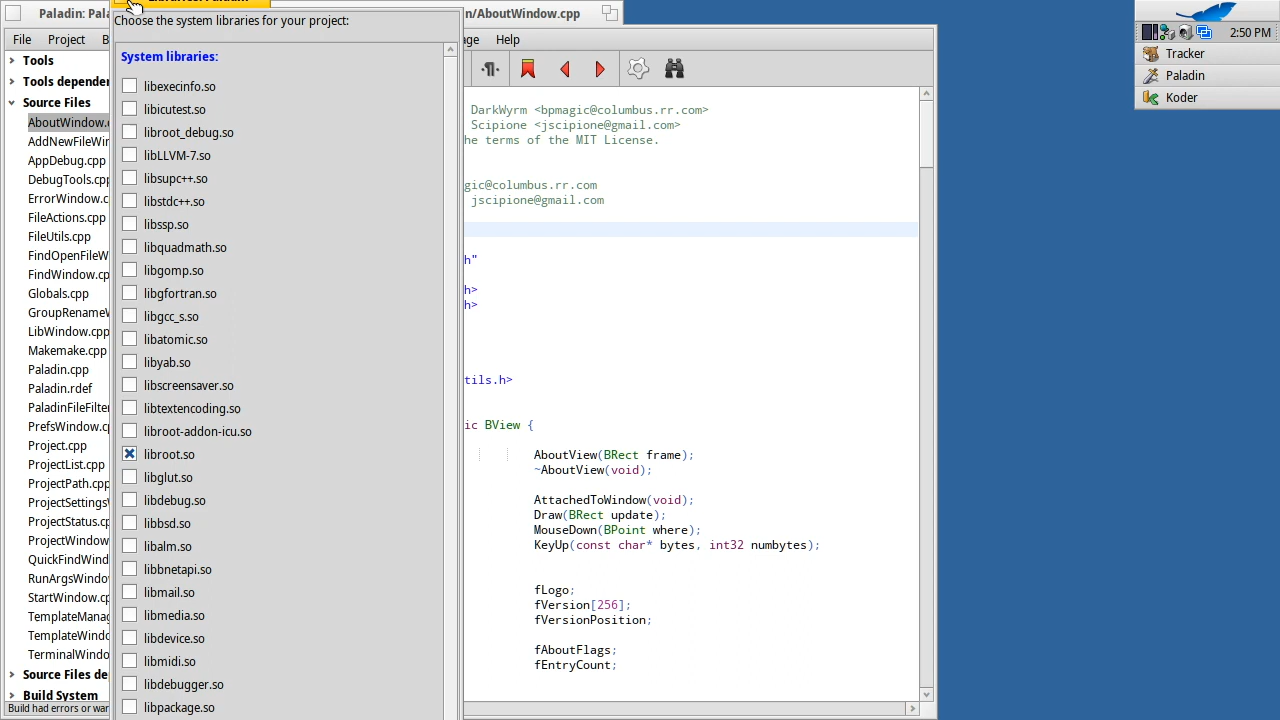 Paladin: Pala
n/AboutWindow.cpp
File Project B
age Help
2:50 PM
Tracker
Paladin
Koder
Tools
Tools depender
Source Files
AboutWindow.c
AddNewFileWin
AppDebug.cpp
DebugTools.cpp
ErrorWindow.c
FileActions.cpp
FileUtils.cpp
FindOpenFileW
FindWindow.cp
Globals.cpp
GroupRenameW
LibWindow.cpp
Makemake.cpp
Paladin.cpp
Paladin.rdef
PaladinFileFilter
PrefsWindow.cp
Project.cpp
ProjectList.cpp
ProjectPath.cpp
ProjectSettingsW
ProjectStatus.cp
ProjectWindow
QuickFindWind
RunArgsWindow
StartWindow.cp
TemplateManag
TemplateWindo
TerminalWindo
Source Files de
Build System
Build had errors or war
Choose the system libraries for your project:
System libraries:
libexecinfo.so
libicutest.so
libroot_debug.so
libLLVM-7.so
libsupc++.so
libstdc++.so
libssp.so
libquadmath.so
libgomp.so
libgfortran.so
libgcc_s.so
libatomic.so
libyab.so
libscreensaver.so
libtextencoding.so
libroot-addon-icu.so
libroot.so
libglut.so
libdebug.so
libbsd.so
libalm.so
libbnetapi.so
libmail.so
libmedia.so
libdevice.so
libmidi.so
libdebugger.so
libpackage.so
DarkWyrm <bpmagic@columbus.rr.com>
Scipione <jscipione@gmail.com>
he terms of the MIT License.
gic@columbus.rr.com
jscipione@gmail.com
h"
h>
h>
tils.h>
ic BView {
AboutView(BRect frame);
~AboutView(void);
AttachedToWindow(void);
Draw(BRect update);
MouseDown(BPoint where);
KeyUp(const char* bytes, int32 numbytes);
fLogo;
fVersion[256];
fVersionPosition;
fAboutFlags;
fEntryCount;